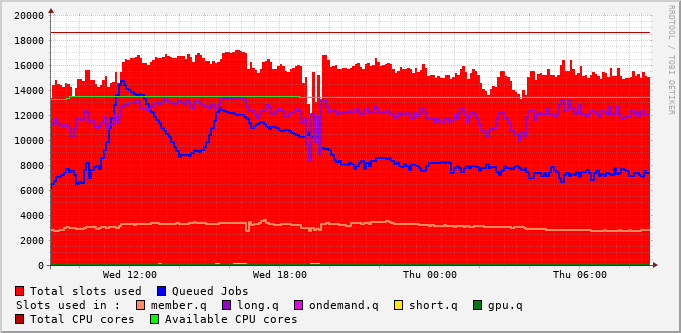 20000
18000
16000
14000
12000
10000
8000
6000
4000
2000
0
Wed 12:00 Wed 18:00 Thu 00:00 Thu 06:00
RRDTOOL / TOBI OETIKER
Total slots used Queued Jobs
Slots used in : member.q long.q ondemand.q short.q gpu.q
Total CPU cores Available CPU cores